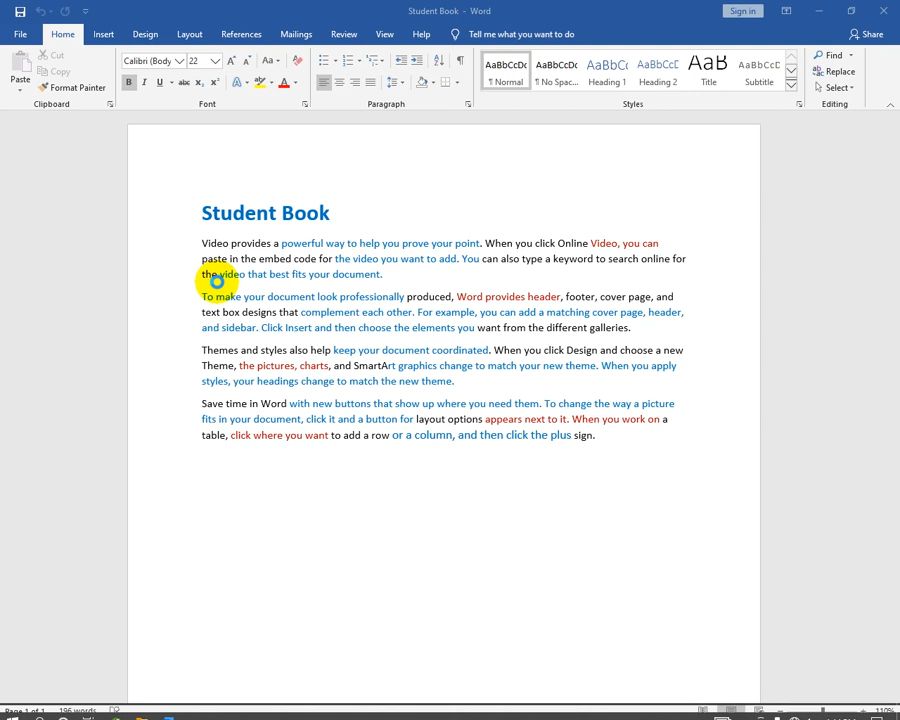 Student Book - Word
Sign in
File Home Insert Design Layout References Mailings Review View Help Tell me what you want to do Share
Paste Cut Copy Format Painter
Calibri (Body 22 Aa
B I U abc x₂ x² A A
AaBbCcDc AaBbCcDc AaBbCc AaBbCcD AaB AaBbCcD
¶ Normal ¶ No Spac... Heading 1 Heading 2 Title Subtitle
Find Replace Select
Clipboard Font Paragraph Styles Editing
Student Book
Video provides a powerful way to help you prove your point. When you click Online Video, you can
paste in the embed code for the video you want to add. You can also type a keyword to search online for
the video that best fits your document.
To make your document look professionally produced, Word provides header, footer, cover page, and
text box designs that complement each other. For example, you can add a matching cover page, header,
and sidebar. Click Insert and then choose the elements you want from the different galleries.
Themes and styles also help keep your document coordinated. When you click Design and choose a new
Theme, the pictures, charts, and SmartArt graphics change to match your new theme. When you apply
styles, your headings change to match the new theme.
Save time in Word with new buttons that show up where you need them. To change the way a picture
fits in your document, click it and a button for layout options appears next to it. When you work on a
table, click where you want to add a row or a column, and then click the plus sign.
Page 1 of 1 196 words 110%